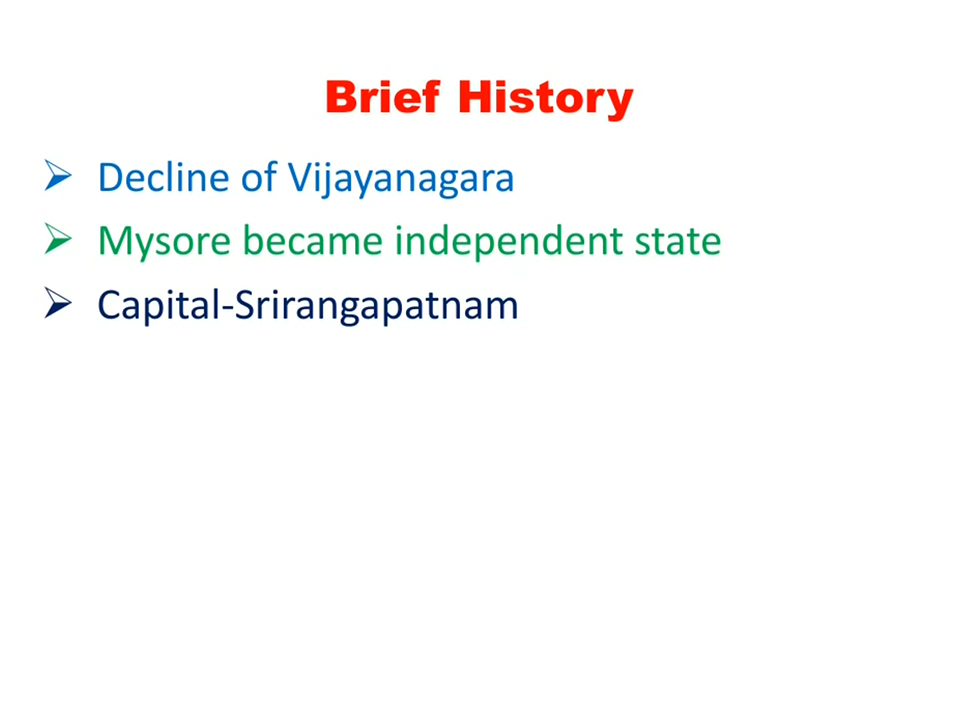 Brief History
➢ Decline of Vijayanagara
➢ Mysore became independent state
➢ Capital-Srirangapatnam